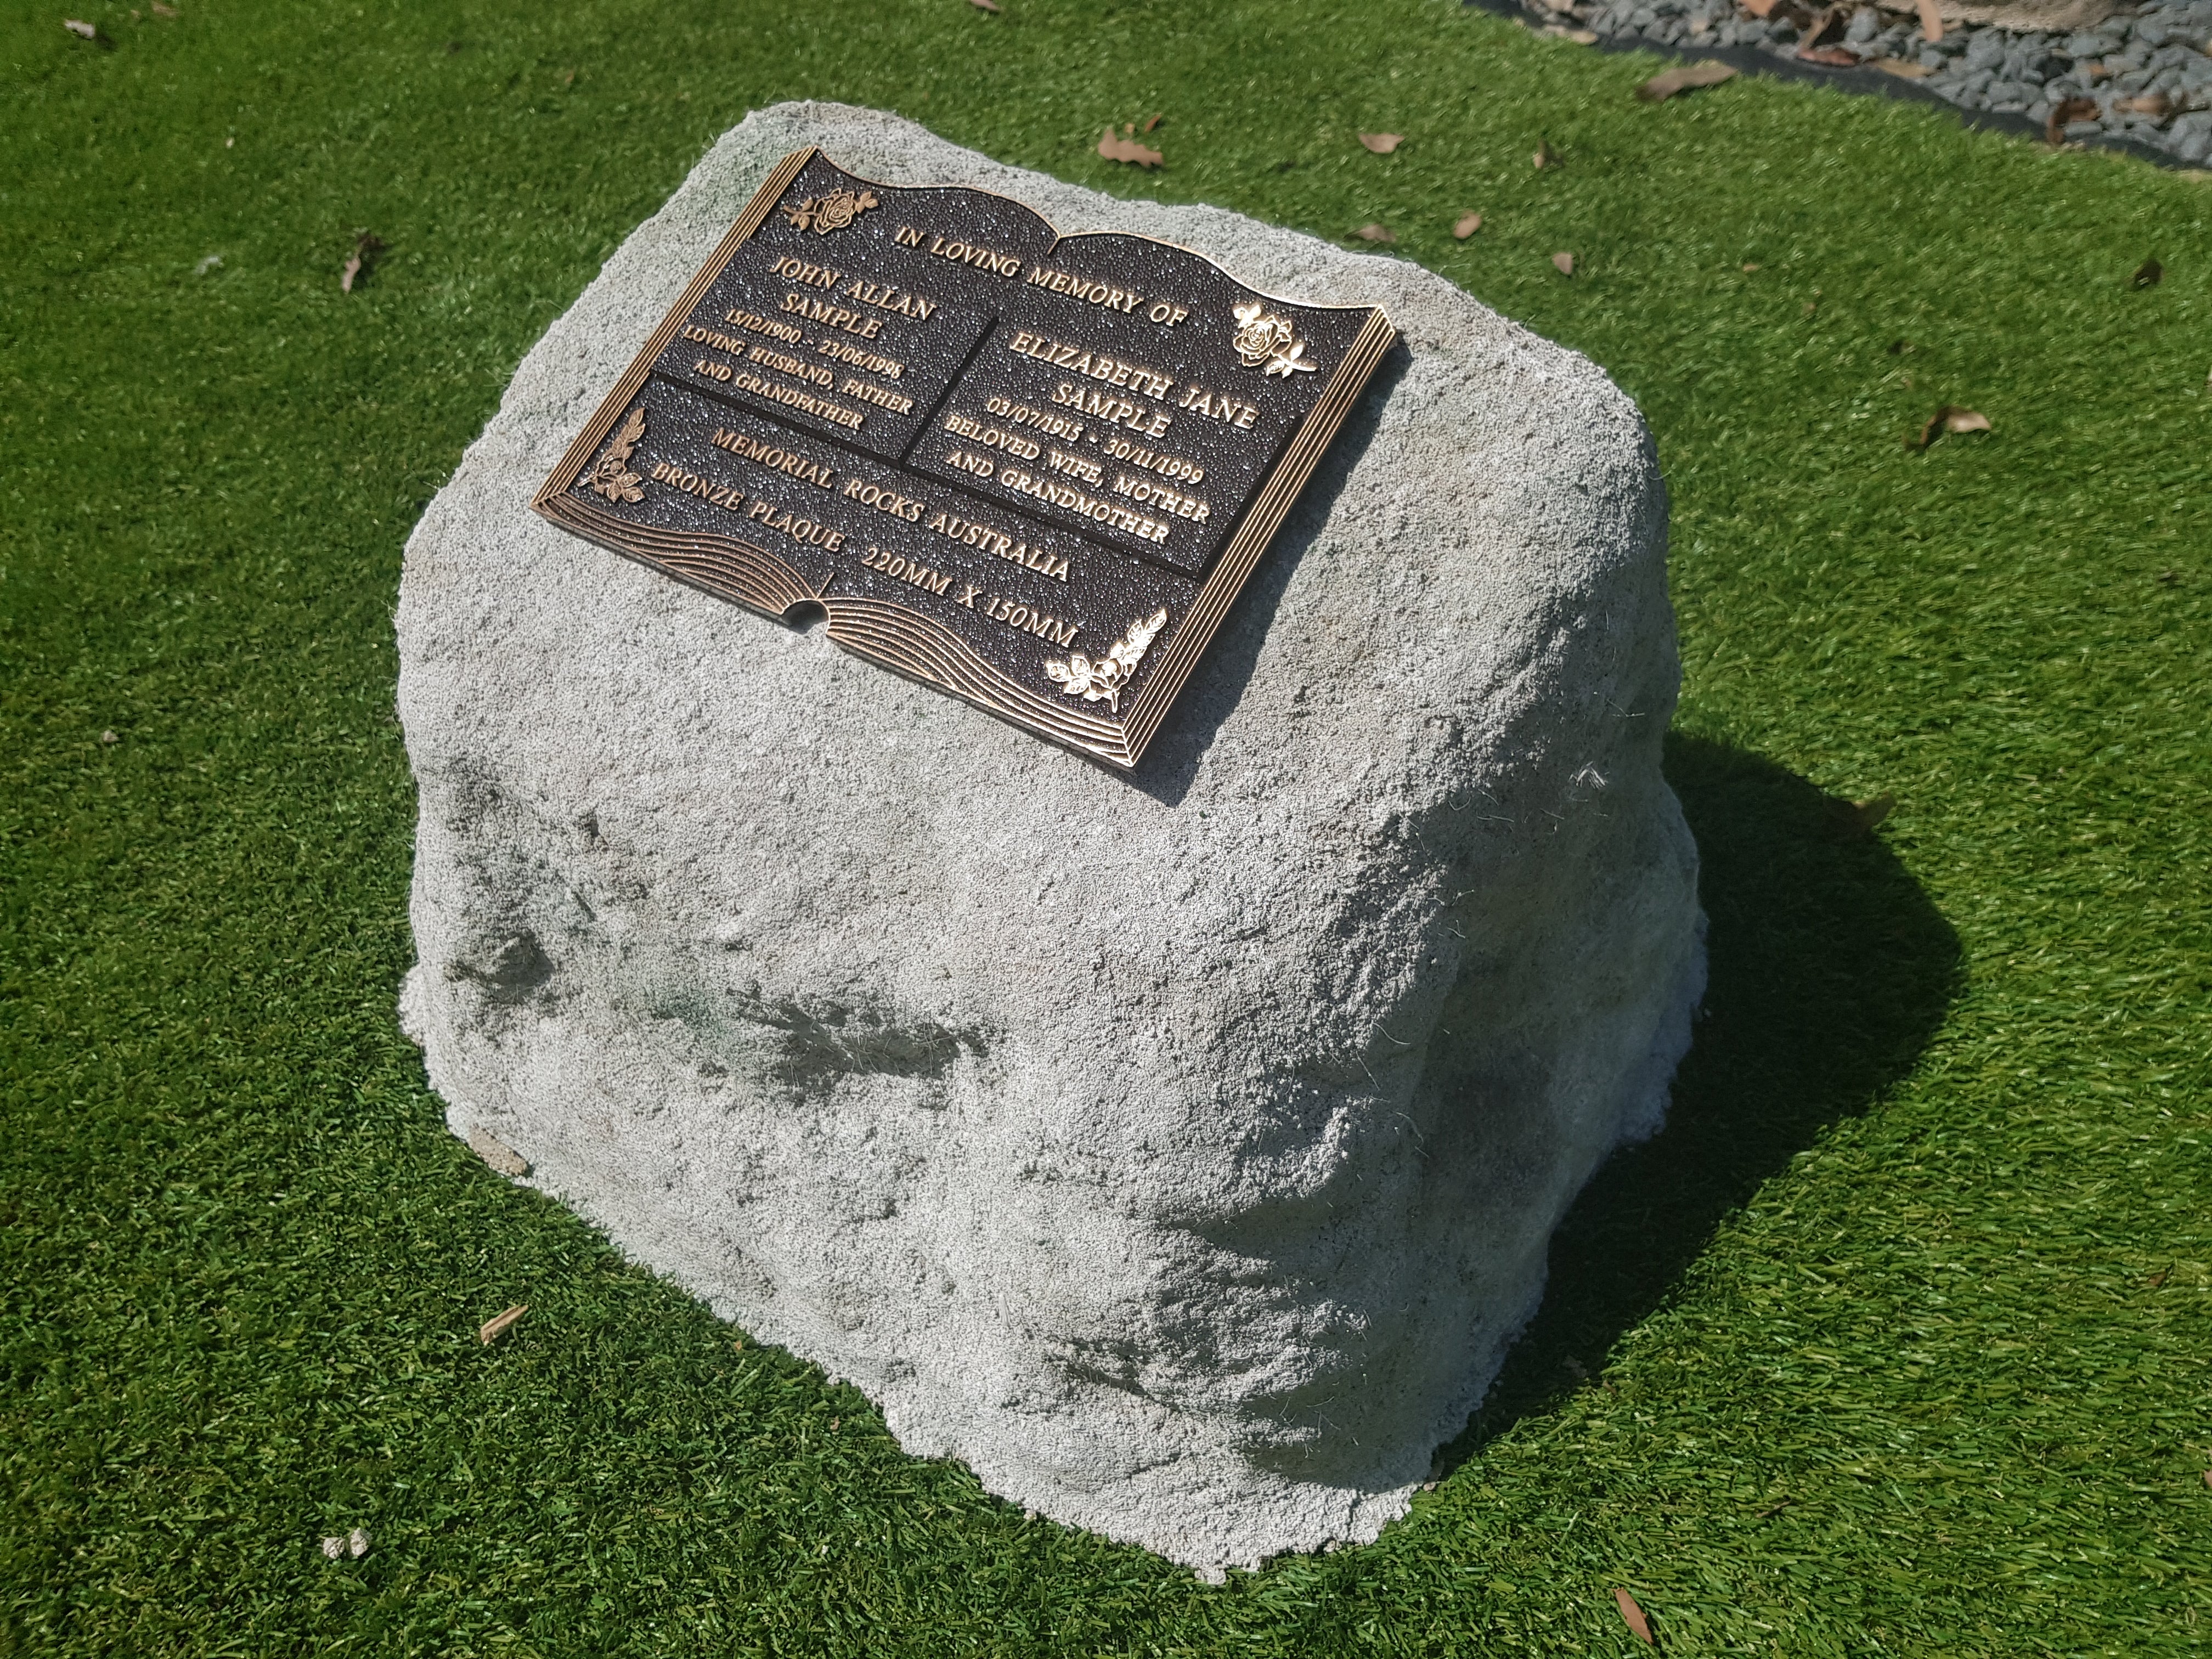 IN LOVING MEMORY OF
JOHN ALLAN
SAMPLE
15/12/1900 - 23/06/1996
LOVING HUSBAND, FATHER
AND GRANDFATHER
ELIZABETH JANE
SAMPLE
03/07/1915 - 30/11/1999
BELOVED WIFE, MOTHER
AND GRANDMOTHER
MEMORIAL ROCKS AUSTRALIA
BRONZE PLAQUE 220MM X 150MM